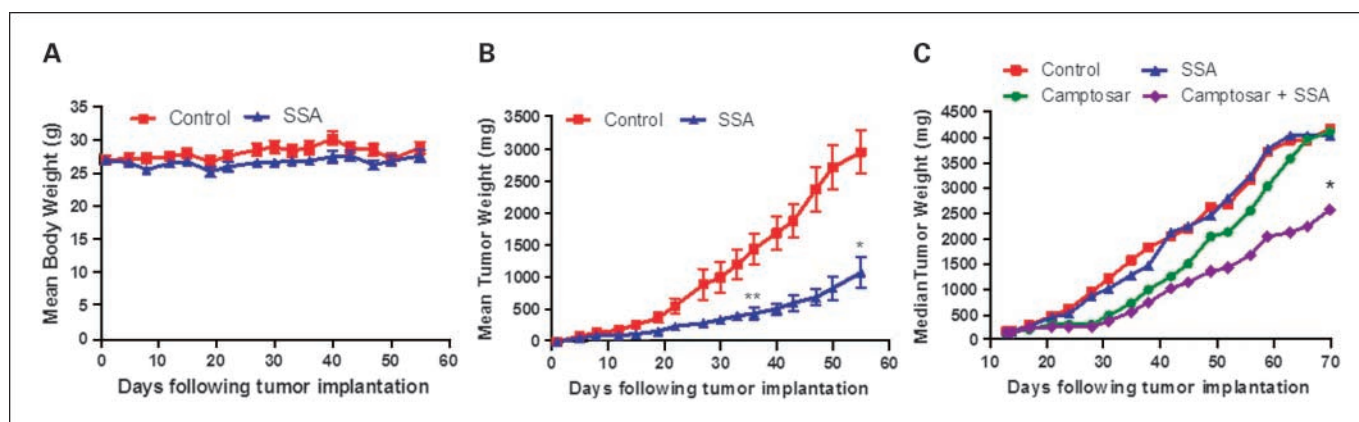 A
Control SSA
Mean Body Weight (g)
35
30
25
20
15
10
5
0
0 10 20 30 40 50 60
Days following tumor implantation
B
Control SSA
Mean Tumor Weight (mg)
3500
3000
2500
2000
1500
1000
500
0
**
*
0 10 20 30 40 50 60
Days following tumor implantation
C
Control SSA
Camptosar Camptosar + SSA
MedianTumor Weight (mg)
4500
4000
3500
3000
2500
2000
1500
1000
500
0
*
10 20 30 40 50 60 70
Days following tumor implantation